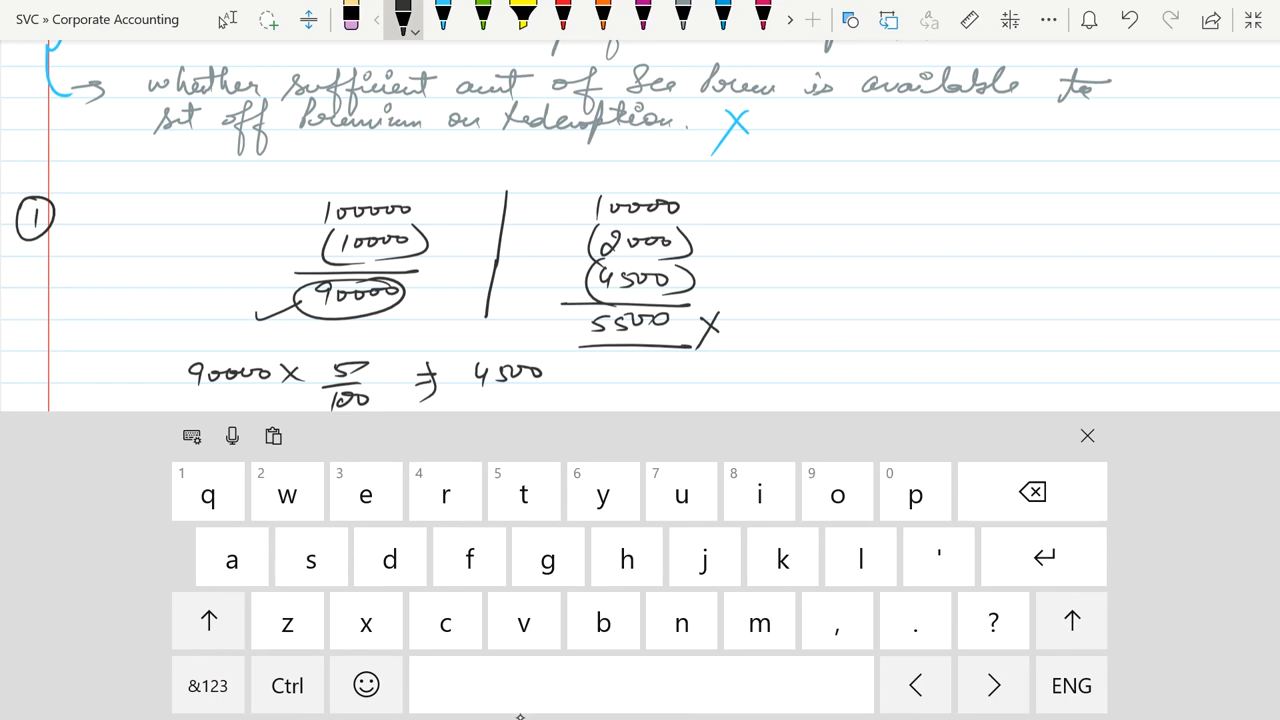 SVC » Corporate Accounting
→ whether sufficient amt of Sec Prem is available to
set off Premium on redemption. X
1
100000
(10000)
90000
10000
(2000)
(4500)
5500 X
90000 × 5/100 ⇒ 4500
1 2 3 4 5 6 7 8 9 0
q w e r t y u i o p
a s d f g h j k l '
z x c v b n m , . ?
&123 Ctrl ENG